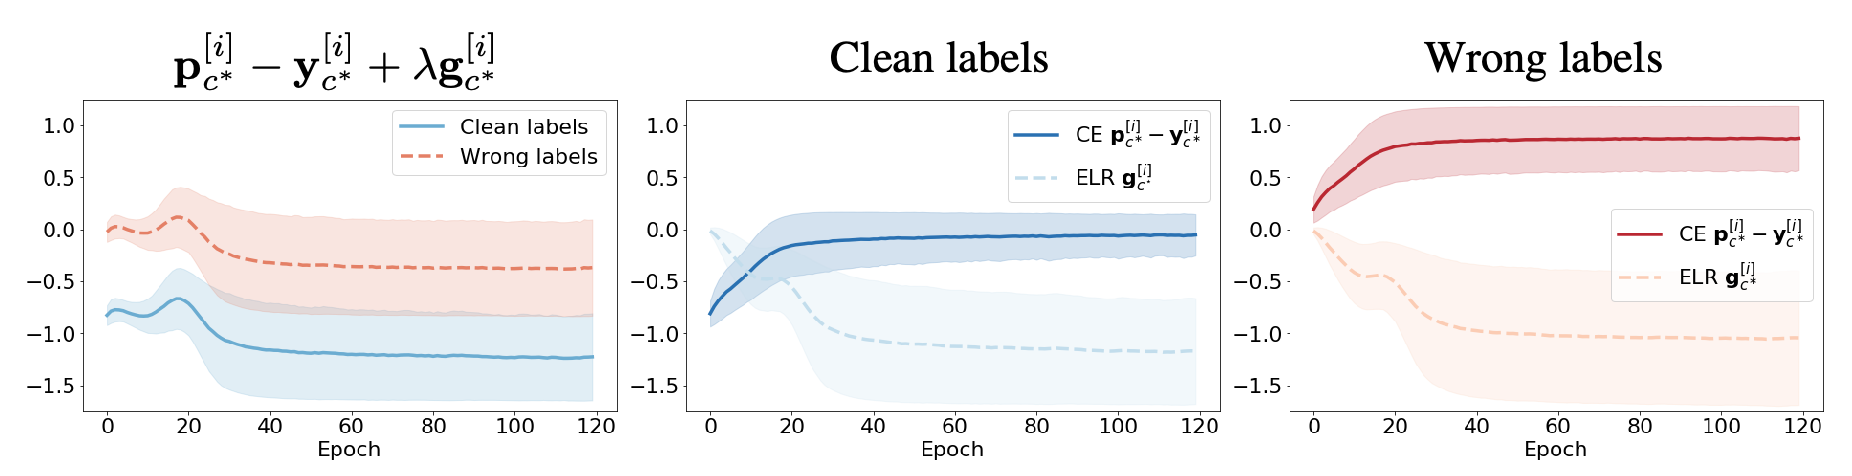 p_{c*}^{[i]} − y_{c*}^{[i]} + λg_{c*}^{[i]}
Clean labels
Wrong labels
1.0
0.5
0.0
−0.5
−1.0
−1.5
0 20 40 60 80 100 120
Epoch
Clean labels
Wrong labels
1.0
0.5
0.0
−0.5
−1.0
−1.5
0 20 40 60 80 100 120
Epoch
CE p_{c*}^{[i]} − y_{c*}^{[i]}
ELR g_{c*}^{[i]}
1.0
0.5
0.0
−0.5
−1.0
−1.5
0 20 40 60 80 100 120
Epoch
CE p_{c*}^{[i]} − y_{c*}^{[i]}
ELR g_{c*}^{[i]}